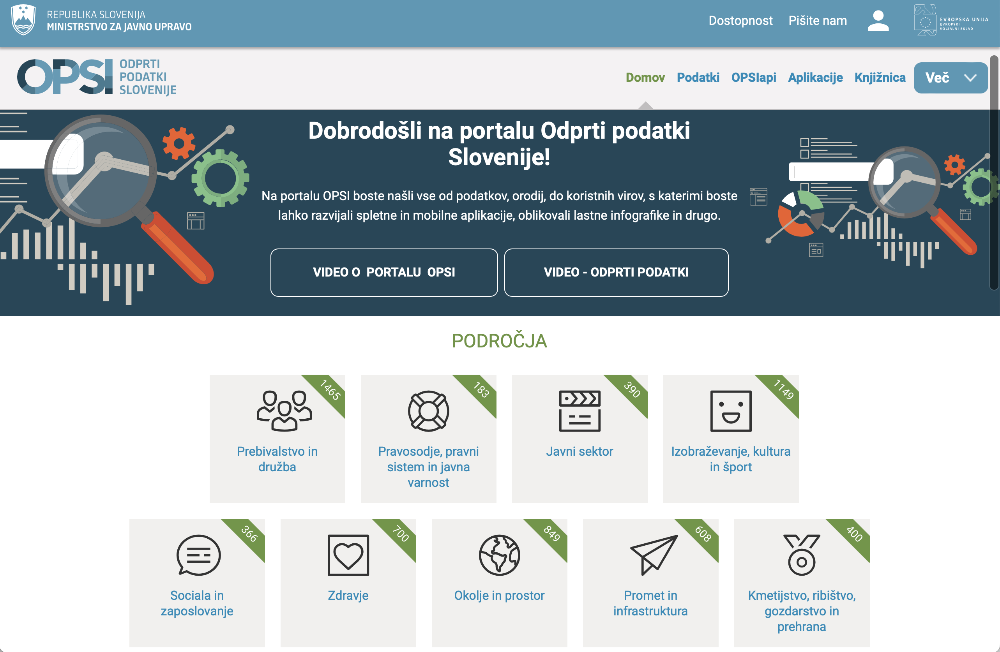 REPUBLIKA SLOVENIJA
MINISTRSTVO ZA JAVNO UPRAVO
Dostopnost
Pišite nam
EVROPSKA UNIJA
EVROPSKI
SOCIALNI SKLAD
OPSI
ODPRTI
PODATKI
SLOVENIJE
Domov
Podatki
OPSIapi
Aplikacije
Knjižnica
Več
Dobrodošli na portalu Odprti podatki
Slovenije!
Na portalu OPSI boste našli vse od podatkov, orodij, do koristnih virov, s katerimi boste
lahko razvijali spletne in mobilne aplikacije, oblikovali lastne infografike in drugo.
VIDEO O PORTALU OPSI
VIDEO - ODPRTI PODATKI
PODROČJA
1465
Prebivalstvo in
družba
183
Pravosodje, pravni
sistem in javna
varnost
390
Javni sektor
1149
Izobraževanje, kultura
in šport
366
Sociala in
zaposlovanje
700
Zdravje
849
Okolje in prostor
608
Promet in
infrastruktura
400
Kmetijstvo, ribištvo,
gozdarstvo in
prehrana